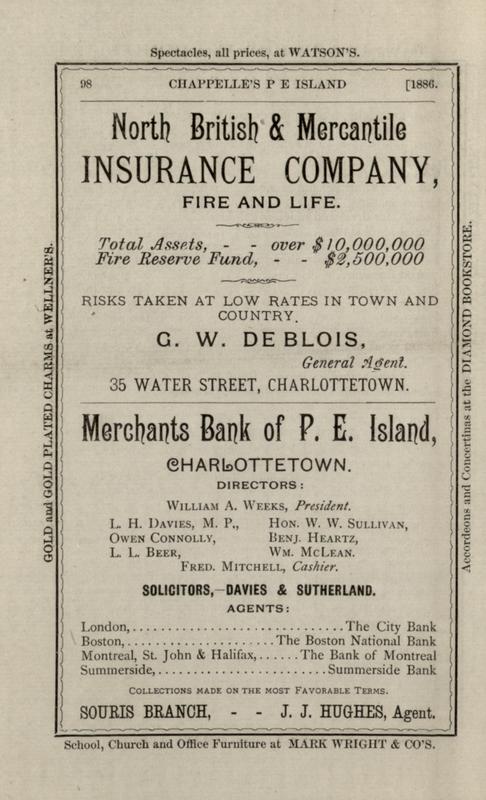 Spectacles, all prices, at WATSON'S.
98 CHAPPELLE'S P E ISLAND [1886.
North British & Mercantile
INSURANCE COMPANY,
FIRE AND LIFE.
Total Assets, - - over $10,000,000
Fire Reserve Fund, - - $2,500,000
RISKS TAKEN AT LOW RATES IN TOWN AND
COUNTRY.
G. W. DE BLOIS,
General Agent.
35 WATER STREET, CHARLOTTETOWN.
Merchants Bank of P. E. Island,
CHARLOTTETOWN.
DIRECTORS:
WILLIAM A. WEEKS, President.
L. H. DAVIES, M. P., HON. W. W. SULLIVAN,
OWEN CONNOLLY, BENJ. HEARTZ,
L. L. BEER, WM. MCLEAN.
FRED. MITCHELL, Cashier.
SOLICITORS,—DAVIES & SUTHERLAND.
AGENTS:
London,..............................The City Bank
Boston,.....................The Boston National Bank
Montreal, St. John & Halifax,......The Bank of Montreal
Summerside,........................Summerside Bank
COLLECTIONS MADE ON THE MOST FAVORABLE TERMS.
SOURIS BRANCH, - - J. J. HUGHES, Agent.
School, Church and Office Furniture at MARK WRIGHT & CO'S.
GOLD and GOLD PLATED CHARMS at WELLNER'S.
Accordeons and Concertinas at the DIAMOND BOOKSTORE.